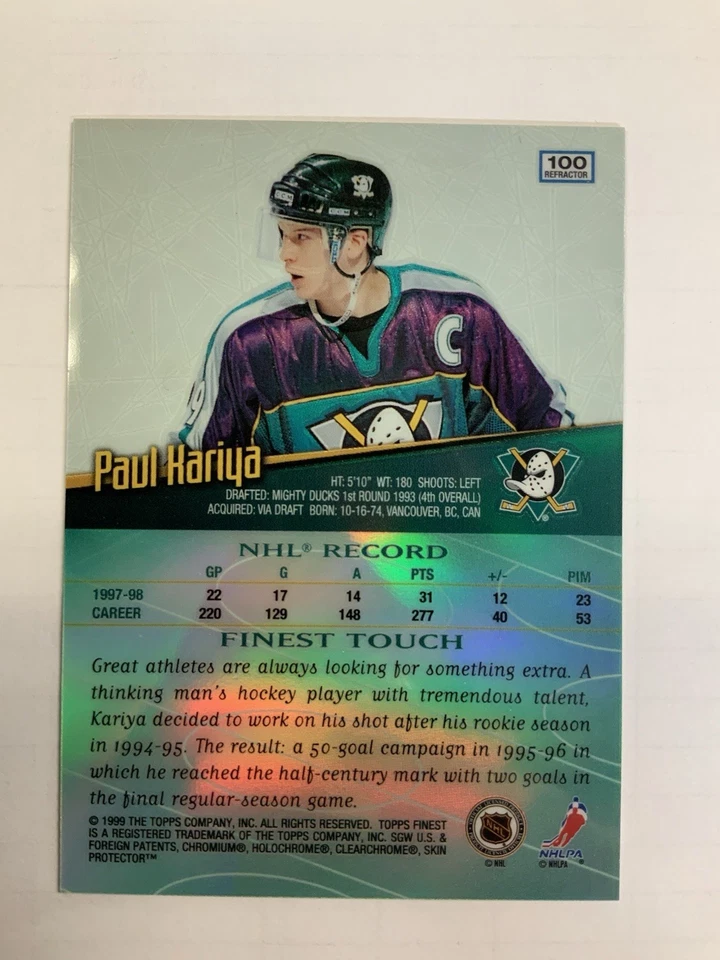 100
REFRACTOR
CCM
CCM
C
9
Paul Kariya
HT: 5'10" WT: 180 SHOOTS: LEFT
DRAFTED: MIGHTY DUCKS 1st ROUND 1993 (4th OVERALL)
ACQUIRED: VIA DRAFT BORN: 10-16-74, VANCOUVER, BC, CAN
NHL® RECORD
GP G A PTS +/- PIM
1997-98 22 17 14 31 12 23
CAREER 220 129 148 277 40 53
FINEST TOUCH
Great athletes are always looking for something extra. A
thinking man's hockey player with tremendous talent,
Kariya decided to work on his shot after his rookie season
in 1994-95. The result: a 50-goal campaign in 1995-96 in
which he reached the half-century mark with two goals in
the final regular-season game.
© 1999 THE TOPPS COMPANY, INC. ALL RIGHTS RESERVED. TOPPS FINEST
IS A REGISTERED TRADEMARK OF THE TOPPS COMPANY, INC. SGW U.S. &
FOREIGN PATENTS, CHROMIUM®, HOLOCHROME®, CLEARCHROME®, SKIN
PROTECTOR™
NHL
© NHL
NHLPA
© NHLPA